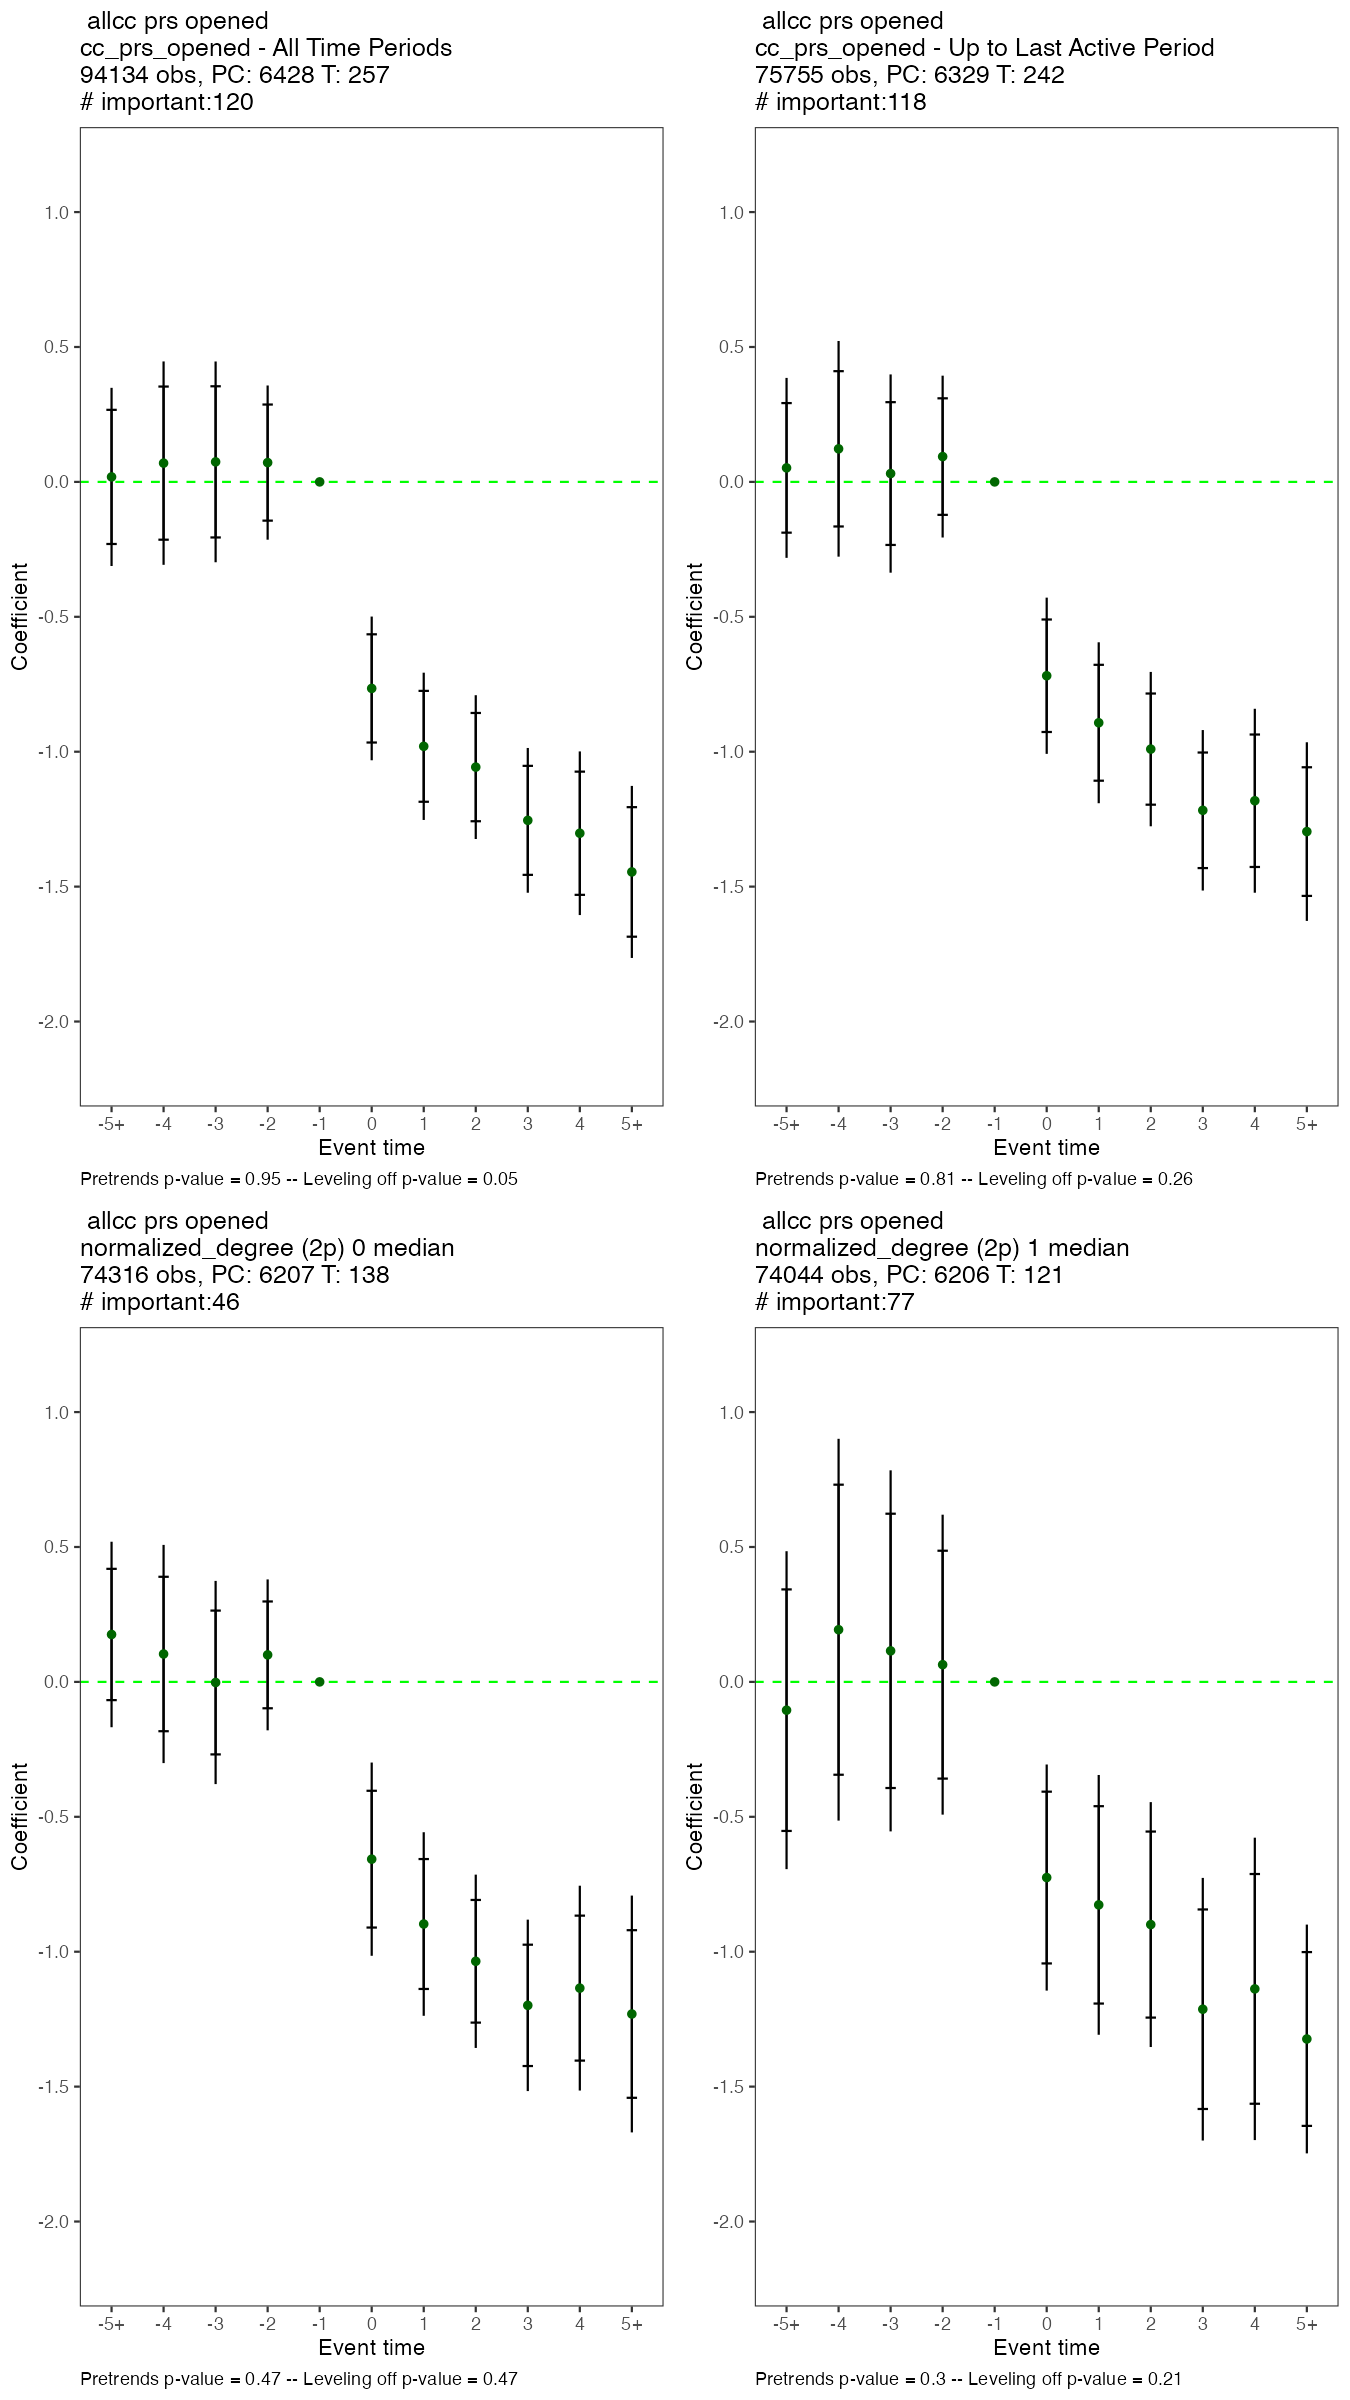 allcc prs opened
cc_prs_opened - All Time Periods
94134 obs, PC: 6428 T: 257
# important:120
1.0
0.5
0.0
-0.5
-1.0
-1.5
-2.0
Coefficient
-5+ -4 -3 -2 -1 0 1 2 3 4 5+
Event time
Pretrends p-value = 0.95 -- Leveling off p-value = 0.05
allcc prs opened
cc_prs_opened - Up to Last Active Period
75755 obs, PC: 6329 T: 242
# important:118
1.0
0.5
0.0
-0.5
-1.0
-1.5
-2.0
Coefficient
-5+ -4 -3 -2 -1 0 1 2 3 4 5+
Event time
Pretrends p-value = 0.81 -- Leveling off p-value = 0.26
allcc prs opened
normalized_degree (2p) 0 median
74316 obs, PC: 6207 T: 138
# important:46
1.0
0.5
0.0
-0.5
-1.0
-1.5
-2.0
Coefficient
-5+ -4 -3 -2 -1 0 1 2 3 4 5+
Event time
Pretrends p-value = 0.47 -- Leveling off p-value = 0.47
allcc prs opened
normalized_degree (2p) 1 median
74044 obs, PC: 6206 T: 121
# important:77
1.0
0.5
0.0
-0.5
-1.0
-1.5
-2.0
Coefficient
-5+ -4 -3 -2 -1 0 1 2 3 4 5+
Event time
Pretrends p-value = 0.3 -- Leveling off p-value = 0.21